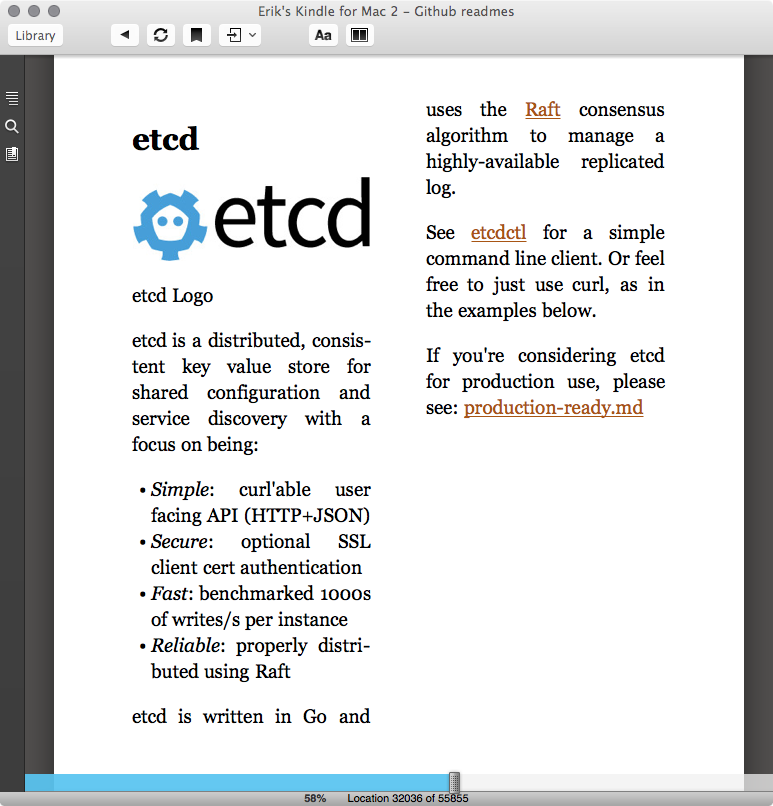 Erik's Kindle for Mac 2 – Github readmes
Library
Aa
etcd
etcd
etcd Logo
etcd is a distributed, consis-
tent key value store for
shared configuration and
service discovery with a
focus on being:
• Simple: curl'able user
facing API (HTTP+JSON)
• Secure: optional SSL
client cert authentication
• Fast: benchmarked 1000s
of writes/s per instance
• Reliable: properly distri-
buted using Raft
etcd is written in Go and
uses the Raft consensus
algorithm to manage a
highly-available replicated
log.
See etcdctl for a simple
command line client. Or feel
free to just use curl, as in
the examples below.
If you're considering etcd
for production use, please
see: production-ready.md
58% Location 32036 of 55855